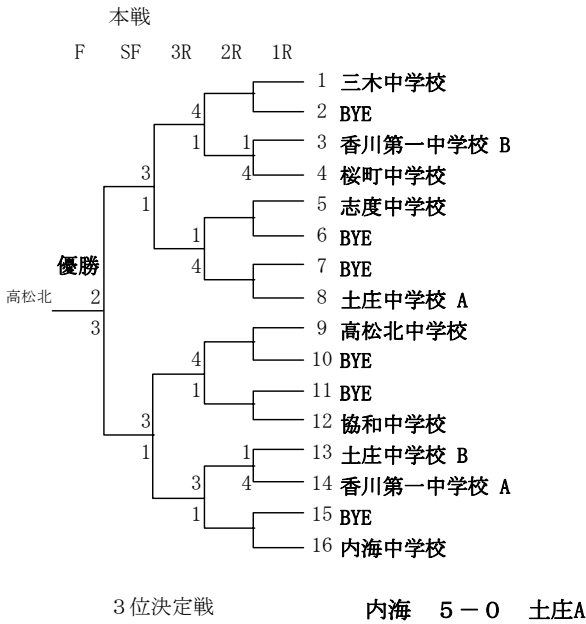 本戦
F SF 3R 2R 1R
1 三木中学校
4
2 BYE
1 1 3 香川第一中学校 B
3 4 4 桜町中学校
1 5 志度中学校
1 6 BYE
優勝 4 7 BYE
高松北 2 8 土庄中学校 A
3 9 高松北中学校
4 10 BYE
1 11 BYE
3 12 協和中学校
1 1 13 土庄中学校 B
3 4 14 香川第一中学校 A
1 15 BYE
16 内海中学校
３位決定戦 内海 ５－０ 土庄A